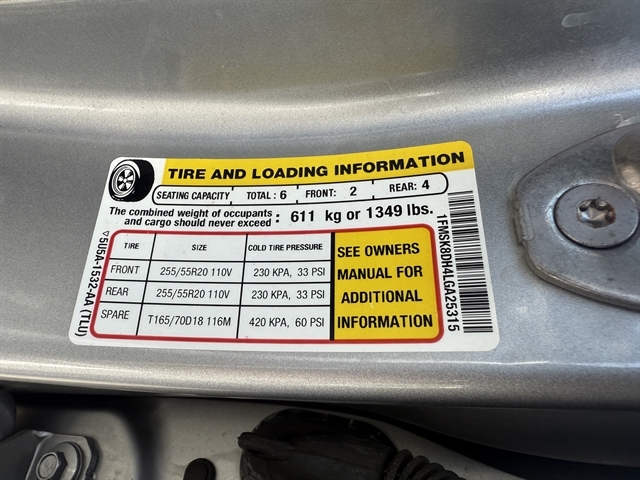 TIRE AND LOADING INFORMATION
SEATING CAPACITY TOTAL : 6 FRONT: 2 REAR: 4
The combined weight of occupants and cargo should never exceed : 611 kg or 1349 lbs.
TIRE SIZE COLD TIRE PRESSURE
FRONT 255/55R20 110V 230 KPA, 33 PSI
REAR 255/55R20 110V 230 KPA, 33 PSI
SPARE T165/70D18 116M 420 KPA, 60 PSI
SEE OWNERS
MANUAL FOR
ADDITIONAL
INFORMATION
5U5A-1532-AA (TLU)
1FM5K8DH4LGA25315